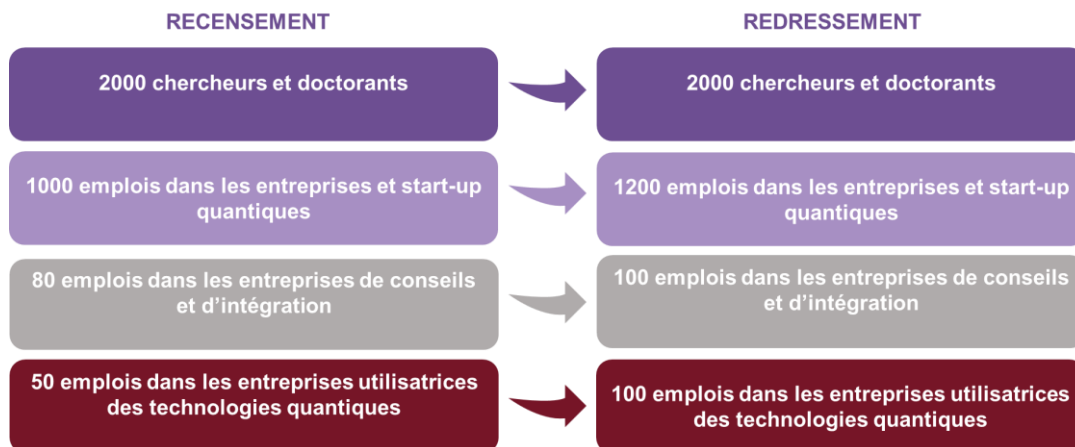 RECENSEMENT
REDRESSEMENT
2000 chercheurs et doctorants
2000 chercheurs et doctorants
1000 emplois dans les entreprises et start-up
quantiques
1200 emplois dans les entreprises et start-up
quantiques
80 emplois dans les entreprises de conseils
et d’intégration
100 emplois dans les entreprises de conseils
et d’intégration
50 emplois dans les entreprises utilisatrices
des technologies quantiques
100 emplois dans les entreprises utilisatrices
des technologies quantiques